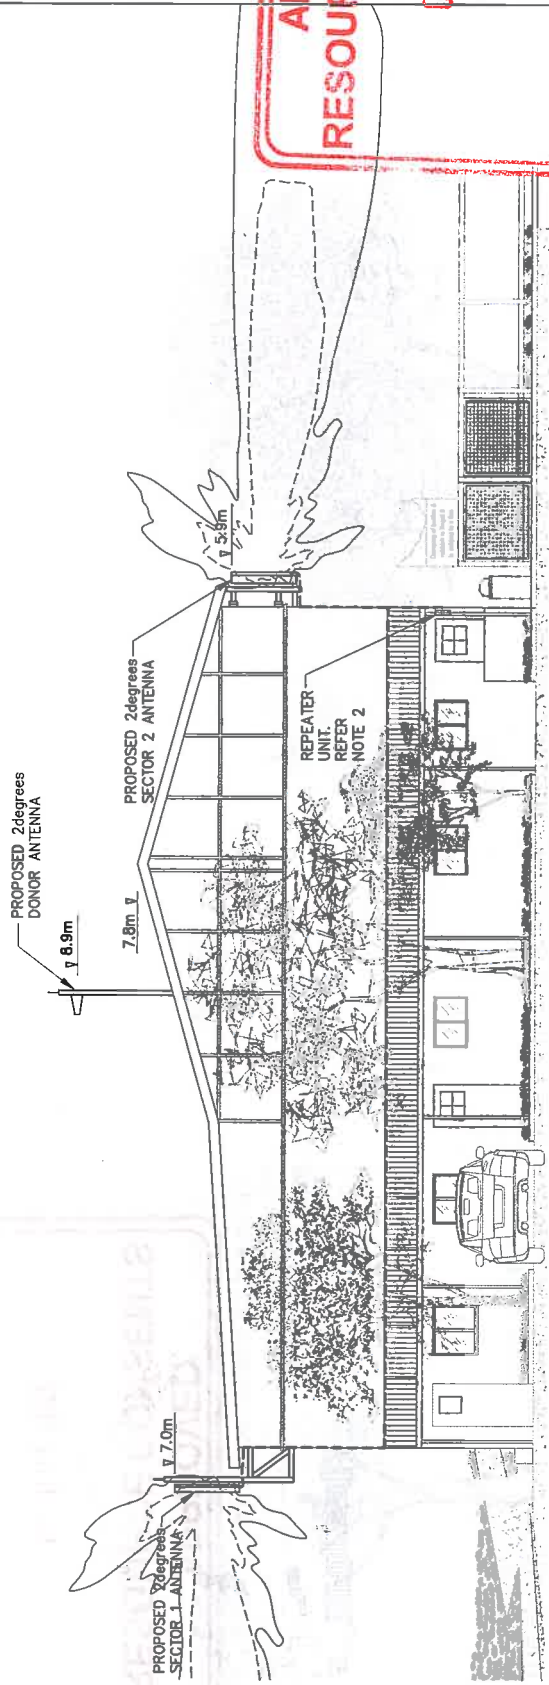 PROPOSED 2degrees
SECTOR 1 ANTENNA
7.0m
PROPOSED 2degrees
DONOR ANTENNA
8.9m
7.8m
PROPOSED 2degrees
SECTOR 2 ANTENNA
5.9m
REPEATER
UNIT.
REFER
NOTE 2
RESOU